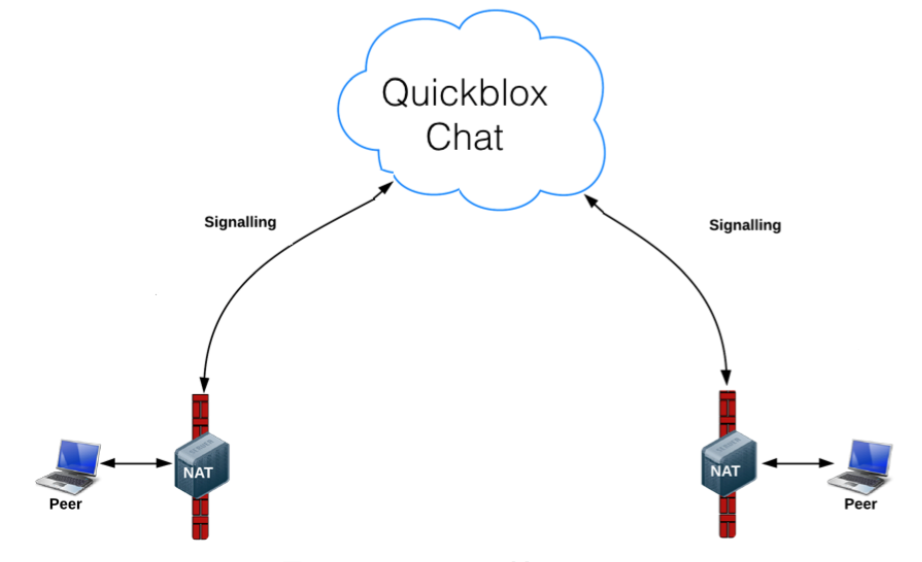 Quickblox
Chat
Signalling
Signalling
NAT
NAT
Peer
Peer